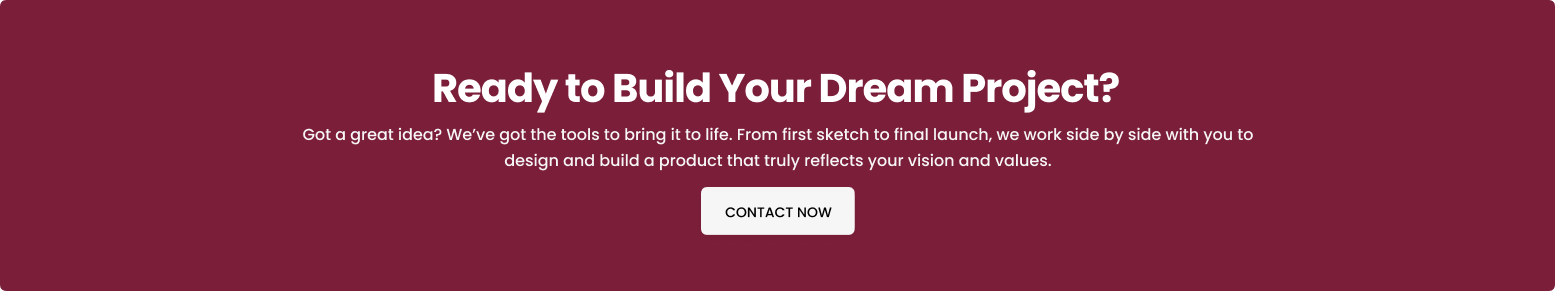 Ready to Build Your Dream Project?
Got a great idea? We’ve got the tools to bring it to life. From first sketch to final launch, we work side by side with you to
design and build a product that truly reflects your vision and values.
CONTACT NOW